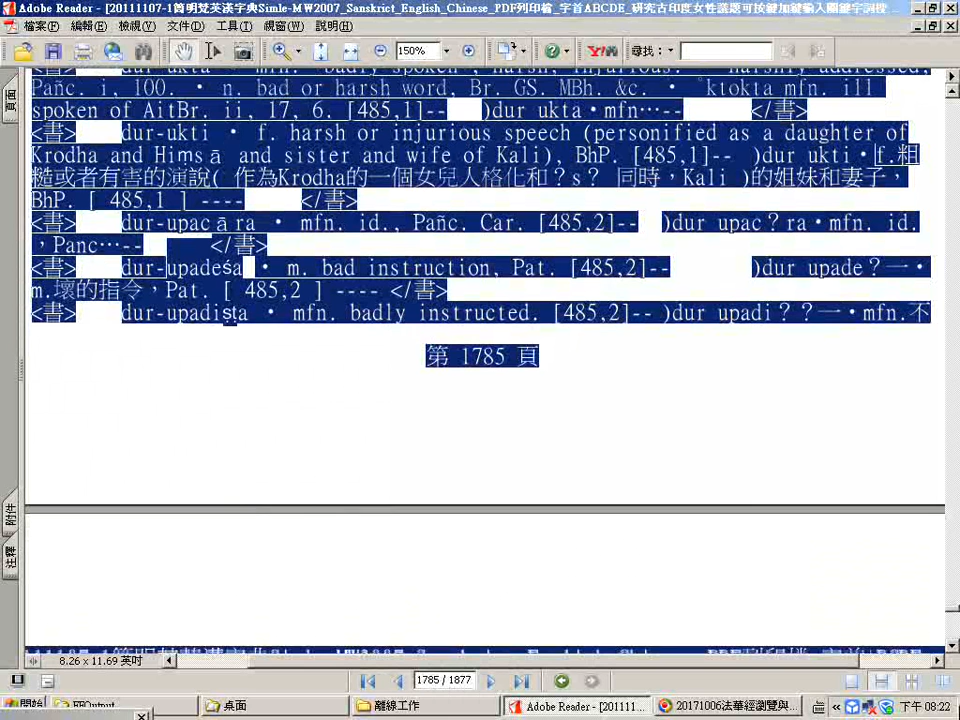 Adobe Reader - [20111107-1簡明梵英漢字典Simle-MW2007_Sanskrict_English_Chinese_PDF列印檔_字首ABCDE_研究古印度女性議題可按鍵加鍵輸入關鍵字詞搜
檔案(F) 編輯(E) 檢視(V) 文件(D) 工具(T) 視窗(W) 說明(H)
150% 尋找：
頁面
Pañc. i, 100. • n. bad or harsh word, Br. GS. MBh. &c. • °ktokta mfn. ill
spoken of AitBr. ii, 17, 6. [485,1]-- )dur ukta•mfn…-- </書>
<書> dur-ukti • f. harsh or injurious speech (personified as a daughter of
Krodha and Hiṃsā and sister and wife of Kali), BhP. [485,1]-- )dur ukti•f.粗
糙或者有害的演說( 作為Krodha的一個女兒人格化和？s？ 同時，Kali )的姐妹和妻子，
BhP. [ 485,1 ] ---- </書>
<書> dur-upacāra • mfn. id., Pañc. Car. [485,2]-- )dur upac？ra•mfn. id.
，Panc…-- </書>
<書> dur-upadeśa • m. bad instruction, Pat. [485,2]-- )dur upade？一•
m.壞的指令，Pat. [ 485,2 ] ---- </書>
<書> dur-upadiṣṭa • mfn. badly instructed. [485,2]-- )dur upadi？？一•mfn.不
第 1785 頁
附件
注釋
8.26 x 11.69 英吋
1785 / 1877
開始 FFOutput 桌面 離線工作 Adobe Reader - [201111... 20171006法華經瀏覽與... 下午 08:22